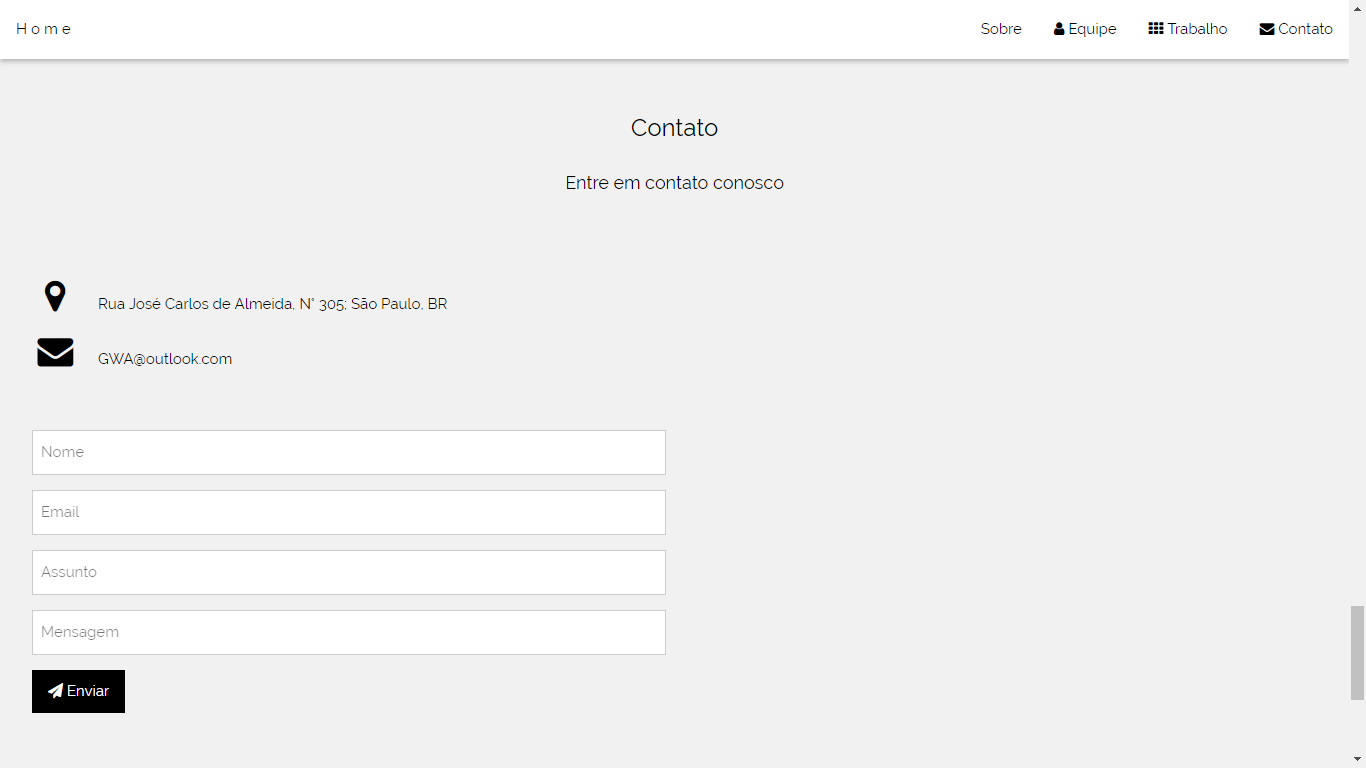 H o m e
Sobre Equipe Trabalho Contato
Contato
Entre em contato conosco
Rua José Carlos de Almeida, N° 305; São Paulo, BR
GWA@outlook.com
Nome
Email
Assunto
Mensagem
Enviar